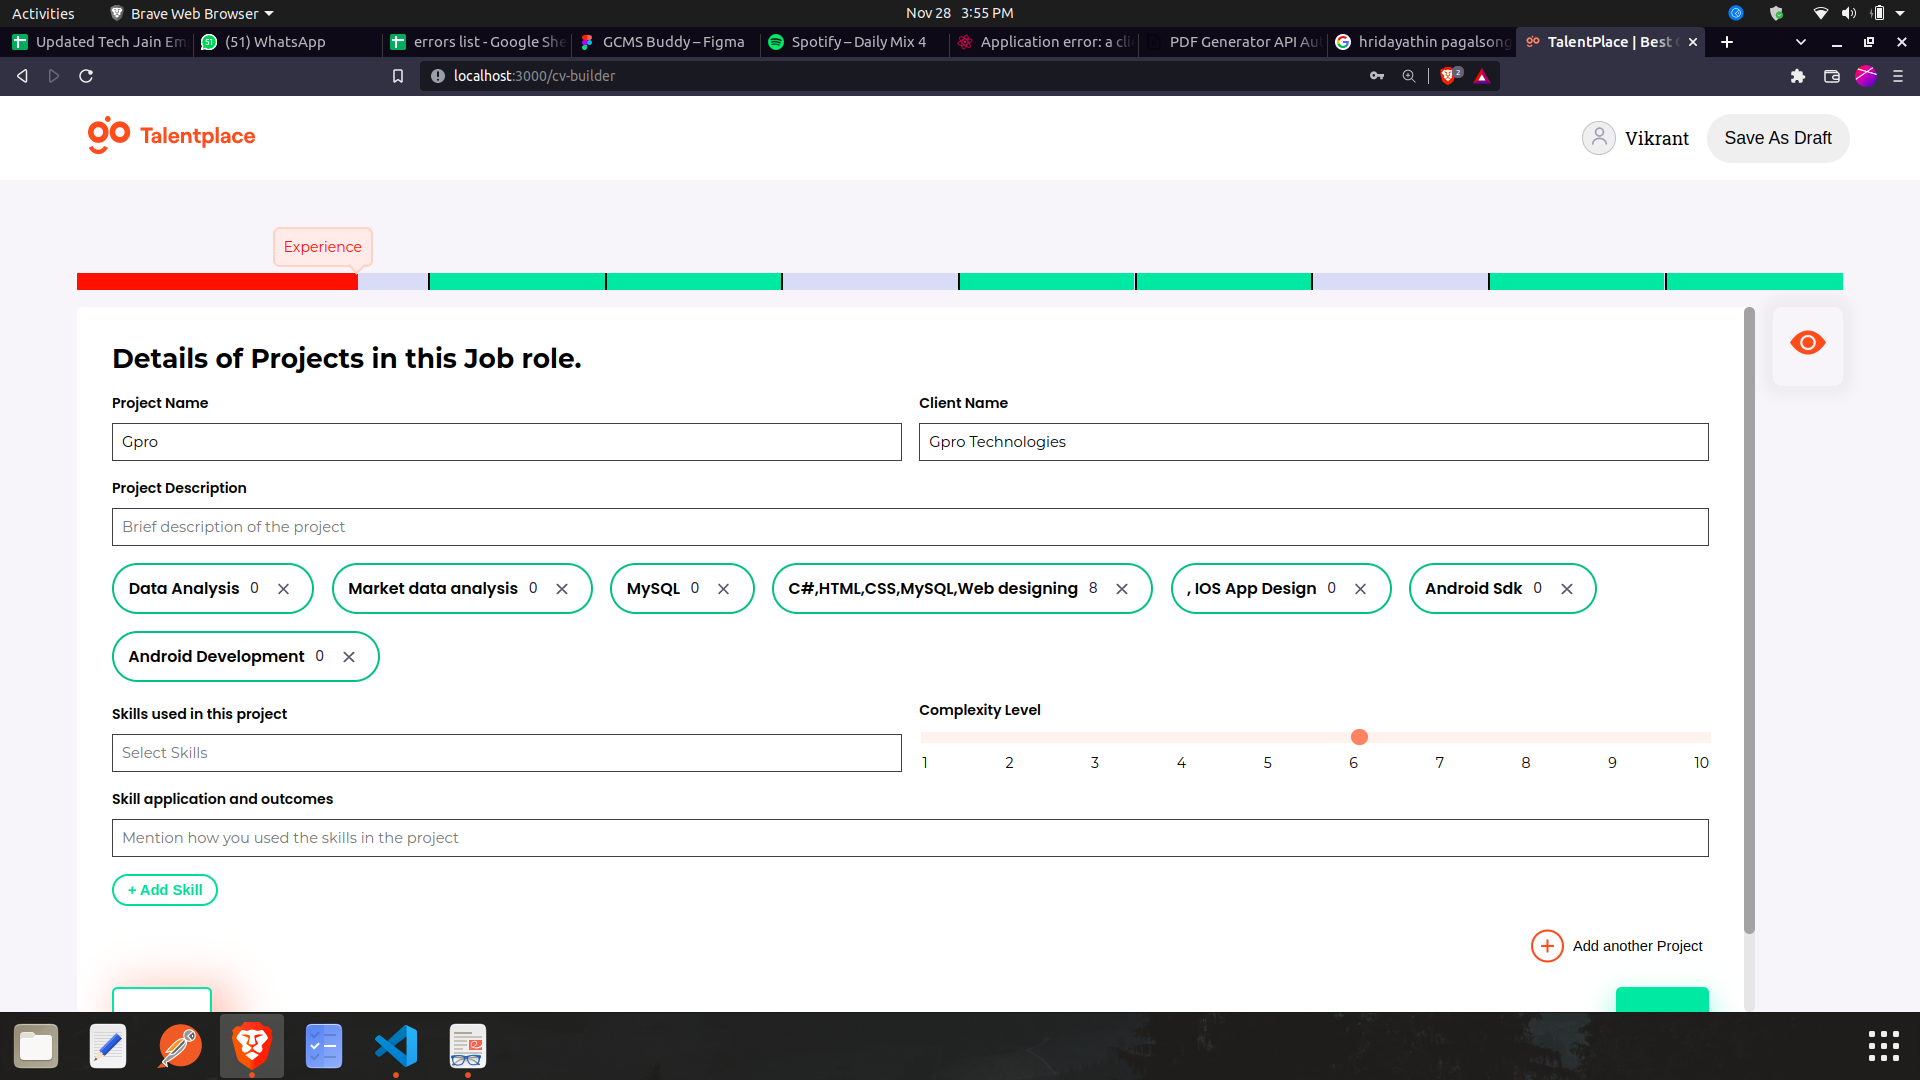 Activities Brave Web Browser Nov 28 3:55 PM
Updated Tech Jain Em (51) WhatsApp errors list - Google She GCMS Buddy – Figma Spotify – Daily Mix 4 Application error: a cli PDF Generator API Aut hridayathin pagalsong TalentPlace | Best
localhost:3000/cv-builder 2
Talentplace Vikrant Save As Draft
Experience
Details of Projects in this Job role.
Project Name Client Name
Gpro Gpro Technologies
Project Description
Brief description of the project
Data Analysis 0 Market data analysis 0 MySQL 0 C#,HTML,CSS,MySQL,Web designing 8 , IOS App Design 0 Android Sdk 0
Android Development 0
Skills used in this project Complexity Level
Select Skills
1 2 3 4 5 6 7 8 9 10
Skill application and outcomes
Mention how you used the skills in the project
+ Add Skill
Add another Project